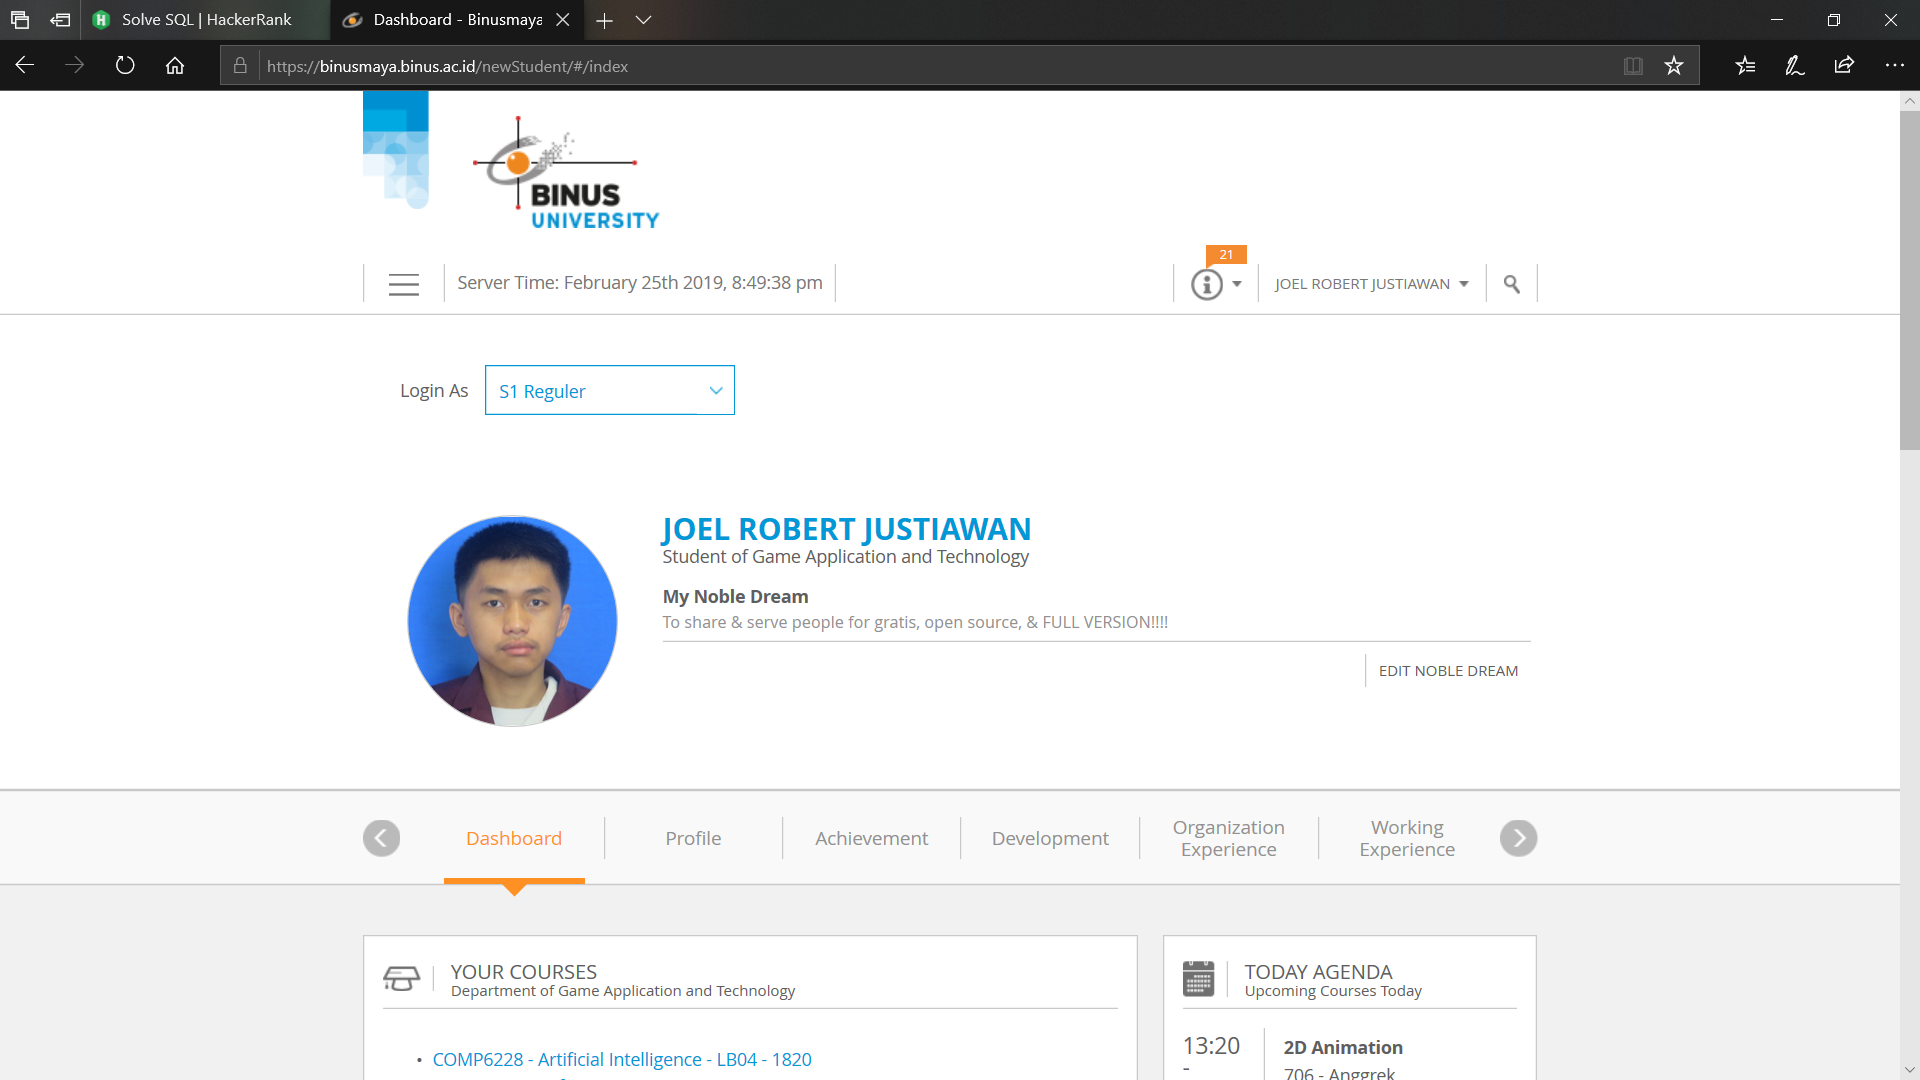 Solve SQL | HackerRank
Dashboard - Binusmaya
https://binusmaya.binus.ac.id/newStudent/#/index
BINUS
UNIVERSITY
21
Server Time: February 25th 2019, 8:49:38 pm
JOEL ROBERT JUSTIAWAN
Login As
S1 Reguler
JOEL ROBERT JUSTIAWAN
Student of Game Application and Technology
My Noble Dream
To share & serve people for gratis, open source, & FULL VERSION!!!!
EDIT NOBLE DREAM
Dashboard
Profile
Achievement
Development
Organization
Experience
Working
Experience
YOUR COURSES
Department of Game Application and Technology
• COMP6228 - Artificial Intelligence - LB04 - 1820
TODAY AGENDA
Upcoming Courses Today
13:20
-
2D Animation
706 - Anggrek